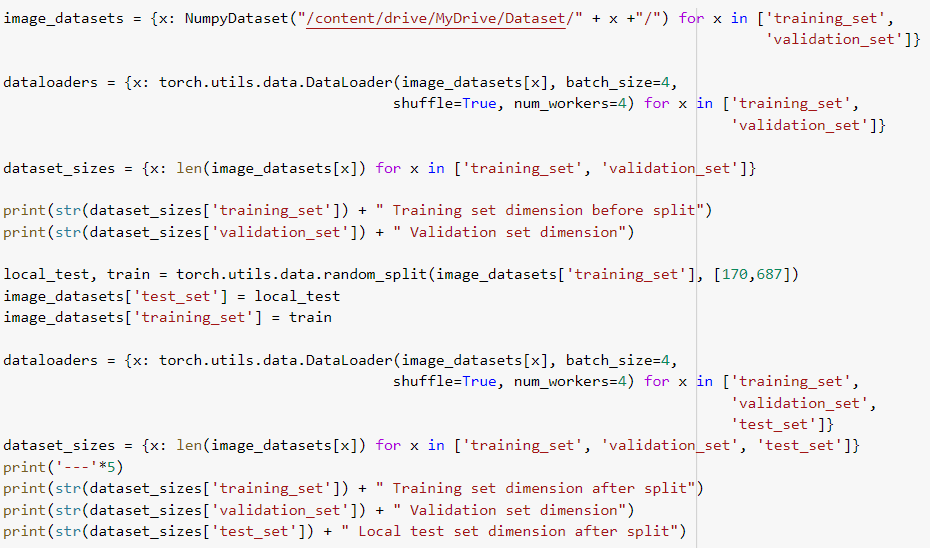 image_datasets = {x: NumpyDataset("/content/drive/MyDrive/Dataset/" + x +"/") for x in ['training_set',
'validation_set']}
dataloaders = {x: torch.utils.data.DataLoader(image_datasets[x], batch_size=4,
shuffle=True, num_workers=4) for x in ['training_set',
'validation_set']}
dataset_sizes = {x: len(image_datasets[x]) for x in ['training_set', 'validation_set']}
print(str(dataset_sizes['training_set']) + " Training set dimension before split")
print(str(dataset_sizes['validation_set']) + " Validation set dimension")
local_test, train = torch.utils.data.random_split(image_datasets['training_set'], [170,687])
image_datasets['test_set'] = local_test
image_datasets['training_set'] = train
dataloaders = {x: torch.utils.data.DataLoader(image_datasets[x], batch_size=4,
shuffle=True, num_workers=4) for x in ['training_set',
'validation_set',
'test_set']}
dataset_sizes = {x: len(image_datasets[x]) for x in ['training_set', 'validation_set', 'test_set']}
print('---'*5)
print(str(dataset_sizes['training_set']) + " Training set dimension after split")
print(str(dataset_sizes['validation_set']) + " Validation set dimension")
print(str(dataset_sizes['test_set']) + " Local test set dimension after split")